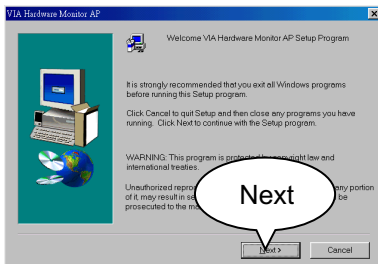 VIA Hardware Monitor AP
Welcome VIA Hardware Monitor AP Setup Program
It is strongly recommended that you exit all Windows programs
before running this Setup program.
Click Cancel to quit Setup and then close any programs you have
running. Click Next to continue with the Setup program.
WARNING: This program is protected by copyright law and
international treaties.
Unauthorized any portion
of it, may result in be
prosecuted to the
Next
Next >
Cancel